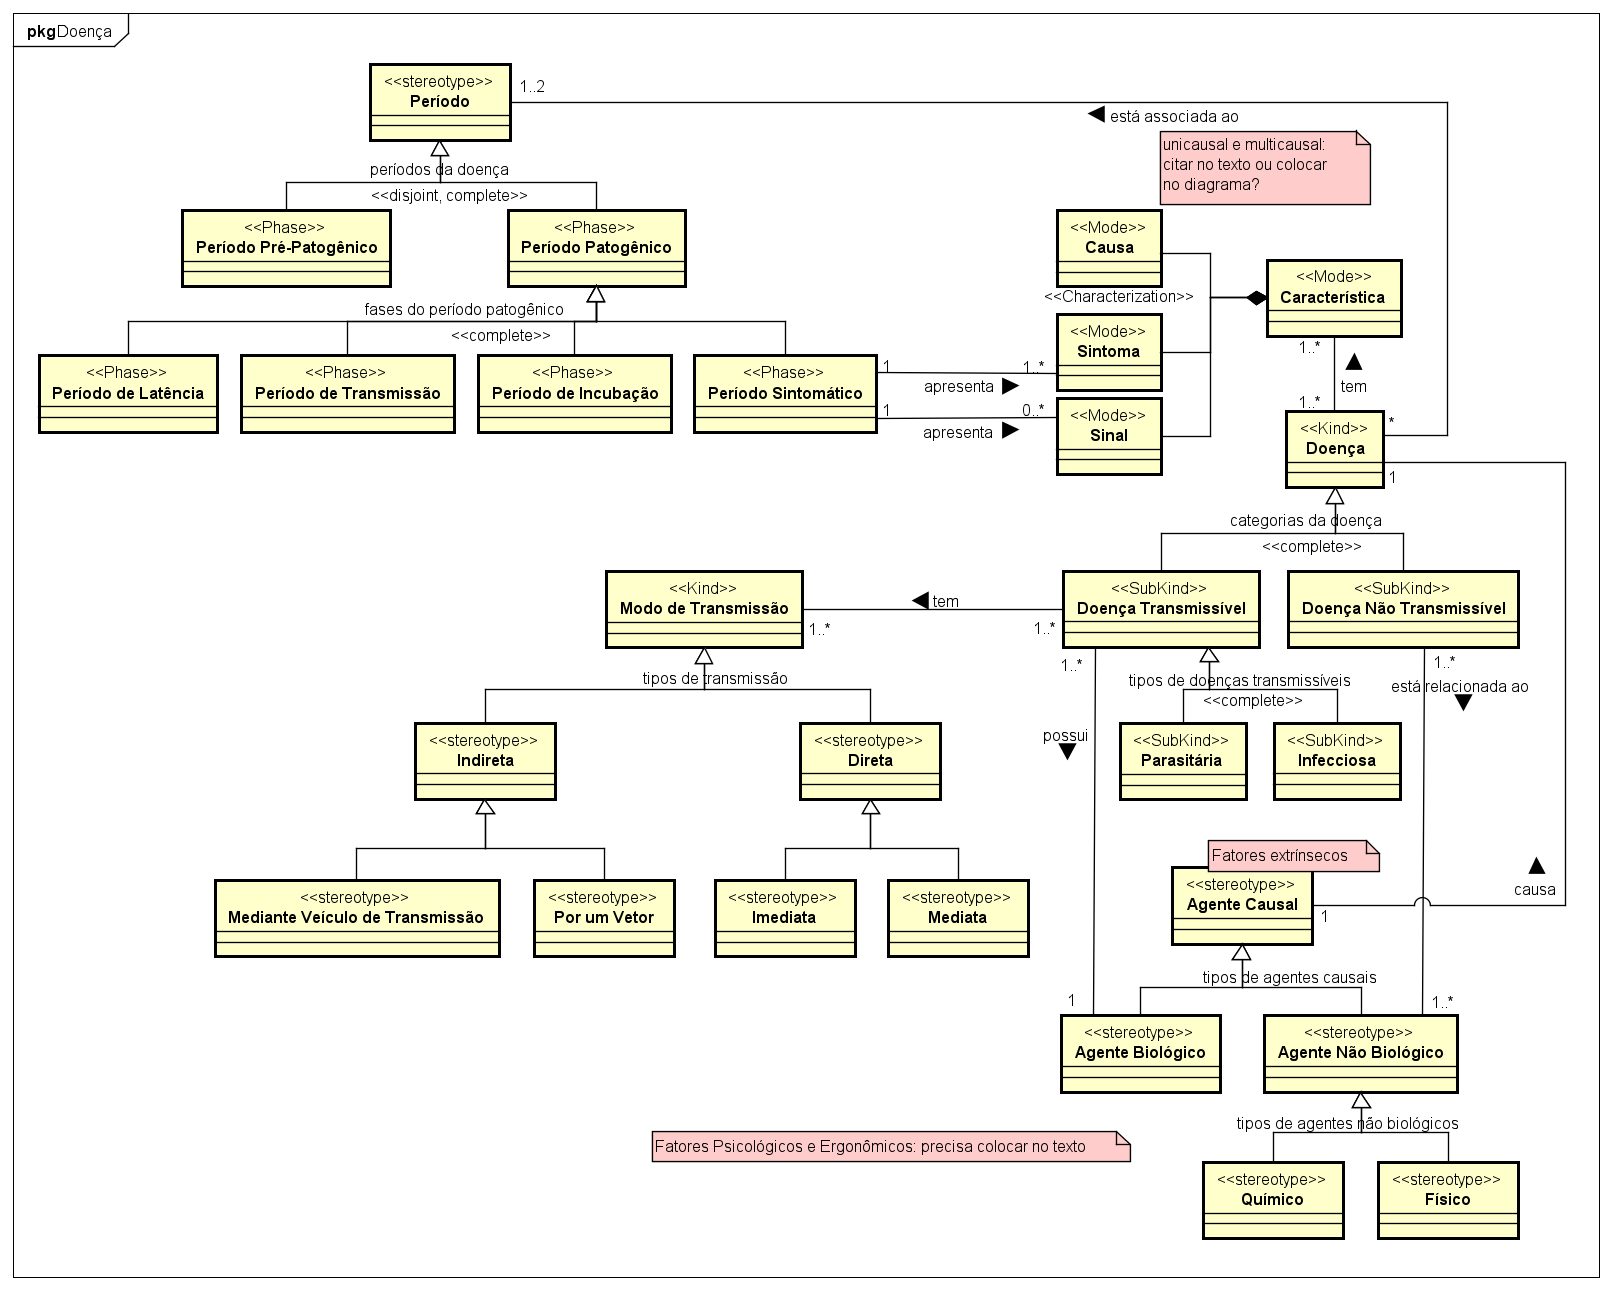 pkgDoença
<<stereotype>>
Período
1..2
está associada ao
unicausal e multicausal:
citar no texto ou colocar
no diagrama?
períodos da doença
<<disjoint, complete>>
<<Phase>>
Período Pré-Patogênico
<<Phase>>
Período Patogênico
<<Mode>>
Causa
<<Mode>>
Característica
<<Characterization>>
fases do período patogênico
<<complete>>
<<Mode>>
Sintoma
1..*
tem
1..*
<<Phase>>
Período de Latência
<<Phase>>
Período de Transmissão
<<Phase>>
Período de Incubação
<<Phase>>
Período Sintomático
1
1..*
apresenta
1
0..*
apresenta
<<Mode>>
Sinal
<<Kind>>
Doença
*
1
categorias da doença
<<complete>>
<<Kind>>
Modo de Transmissão
tem
1..*
1..*
<<SubKind>>
Doença Transmissível
<<SubKind>>
Doença Não Transmissível
1..*
1..*
tipos de transmissão
tipos de doenças transmissíveis
<<complete>>
está relacionada ao
<<stereotype>>
Indireta
<<stereotype>>
Direta
possui
<<SubKind>>
Parasitária
<<SubKind>>
Infecciosa
Fatores extrínsecos
<<stereotype>>
Mediante Veículo de Transmissão
<<stereotype>>
Por um Vetor
<<stereotype>>
Imediata
<<stereotype>>
Mediata
<<stereotype>>
Agente Causal
1
causa
tipos de agentes causais
1
1..*
<<stereotype>>
Agente Biológico
<<stereotype>>
Agente Não Biológico
tipos de agentes não biológicos
Fatores Psicológicos e Ergonômicos: precisa colocar no texto
<<stereotype>>
Químico
<<stereotype>>
Físico